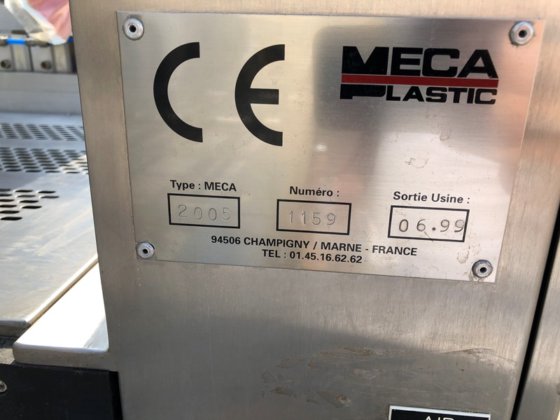 CE
MECA
PLASTIC
Type : MECA Numéro : Sortie Usine :
2005 1159 06.99
94506 CHAMPIGNY / MARNE - FRANCE
TEL : 01.45.16.62.62